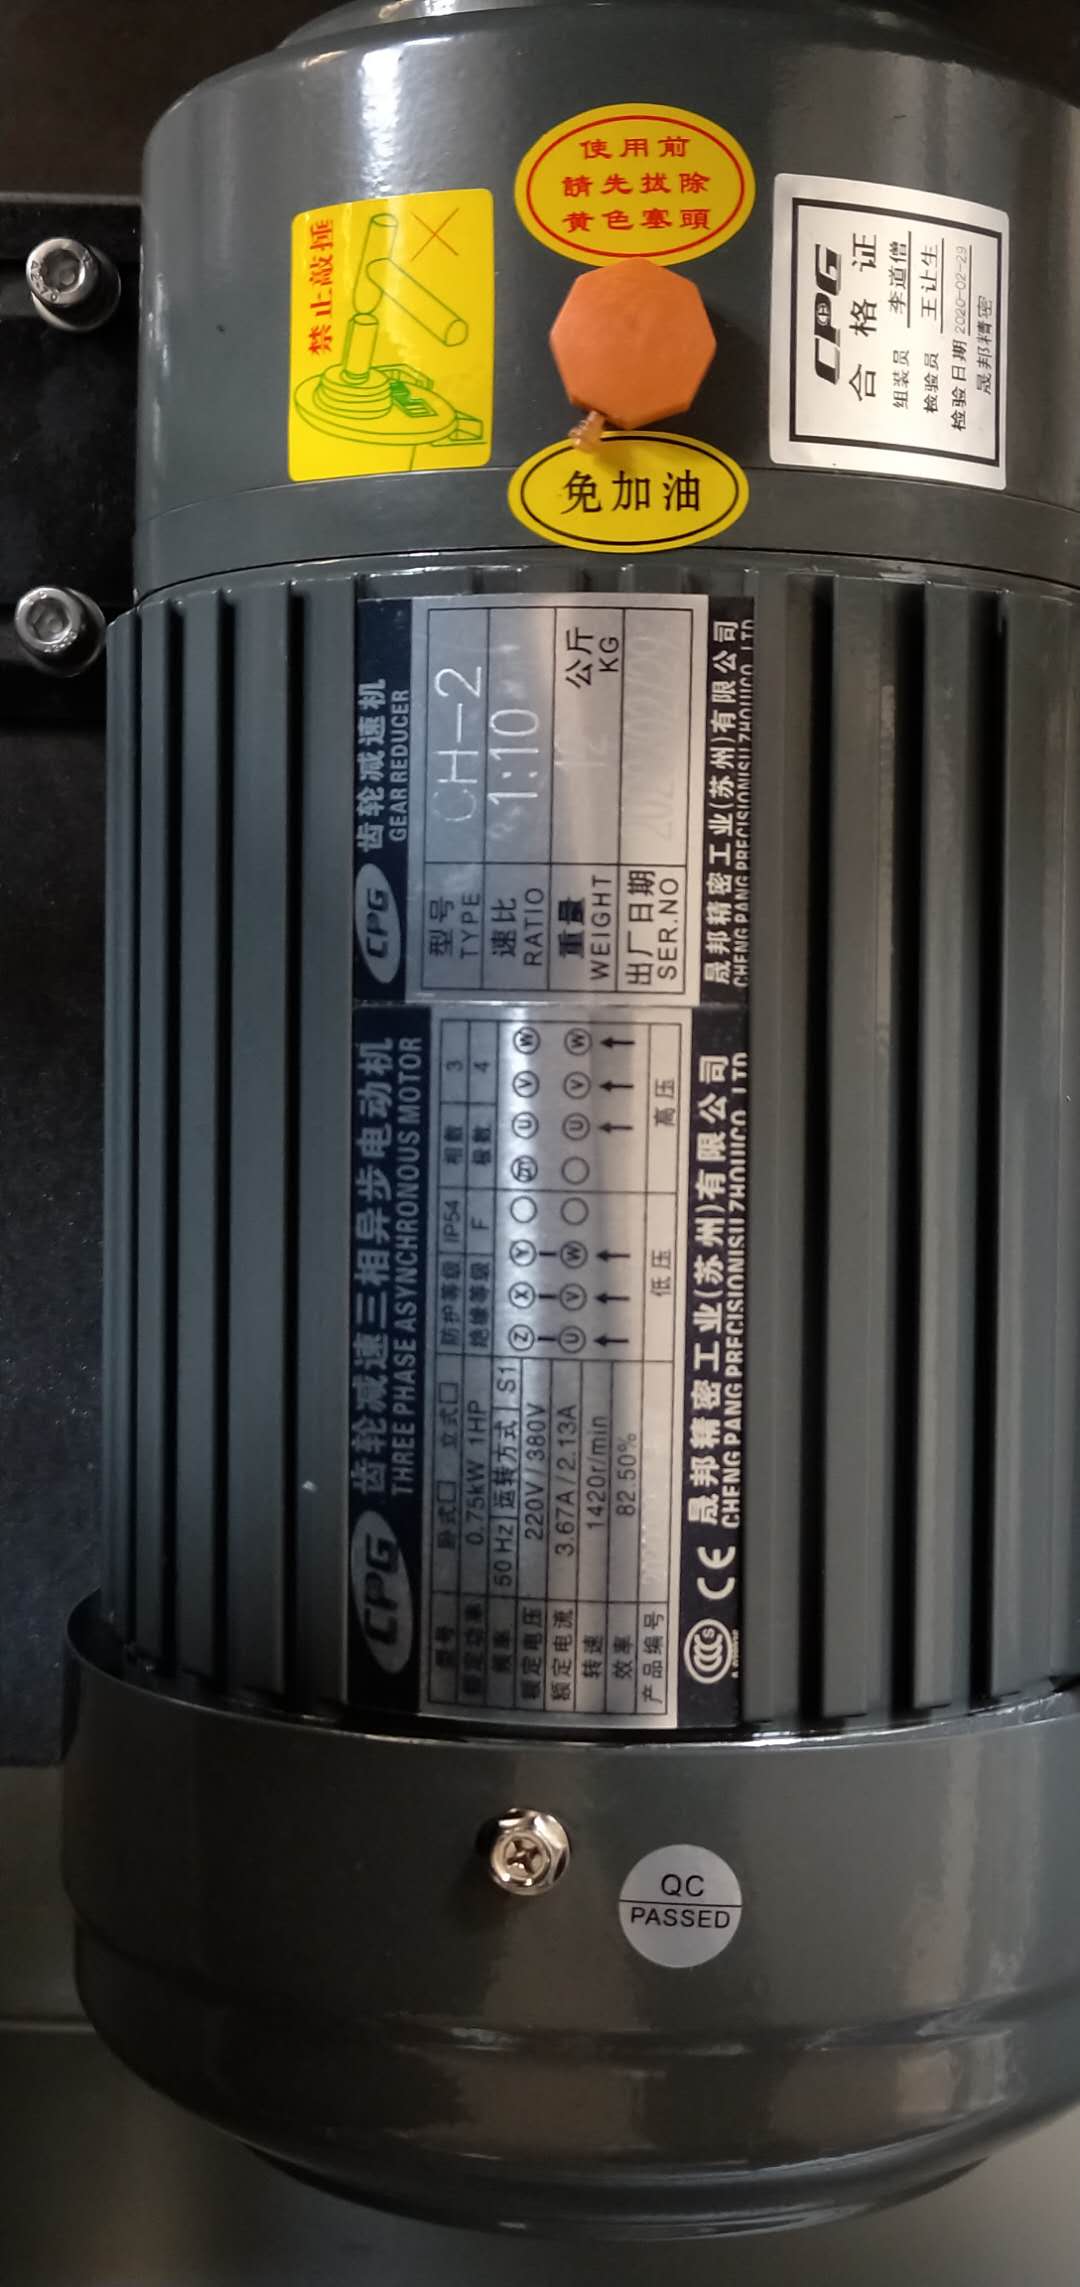 使用前
請先拔除
黄色塞頭
禁止敲捶
免加油
CPG
合格证
组装员 李道僧
检验员 王让生
检验日期 2020-02-29
晟邦精密
CPG 齿轮减速机
GEAR REDUCER
型号 TYPE CH-2
速比 RATIO 1:10
重量 WEIGHT 12 公斤 KG
出厂日期 SER.NO
晟邦精密工业(苏州)有限公司
CHENG PANG PRECISION(SUZHOU)CO. LTD
CPG 齿轮减速三相异步电动机
THREE PHASE ASYNCHRONOUS MOTOR
型号 卧式□ 立式□ 防护等级 IP54 相数 3
额定功率 0.75kW 1HP 绝缘等级 F 极数 4
频率 50Hz 运转方式 S1
额定电压 220V/380V
额定电流 3.67A/2.13A
转速 1420r/min
效率 82.50%
产品编号
Z X Y U V W
U V W U V W
低压 高压
CCC S CE 晟邦精密工业(苏州)有限公司
CHENG PANG PRECISION(SUZHOU)CO. LTD
QC
PASSED